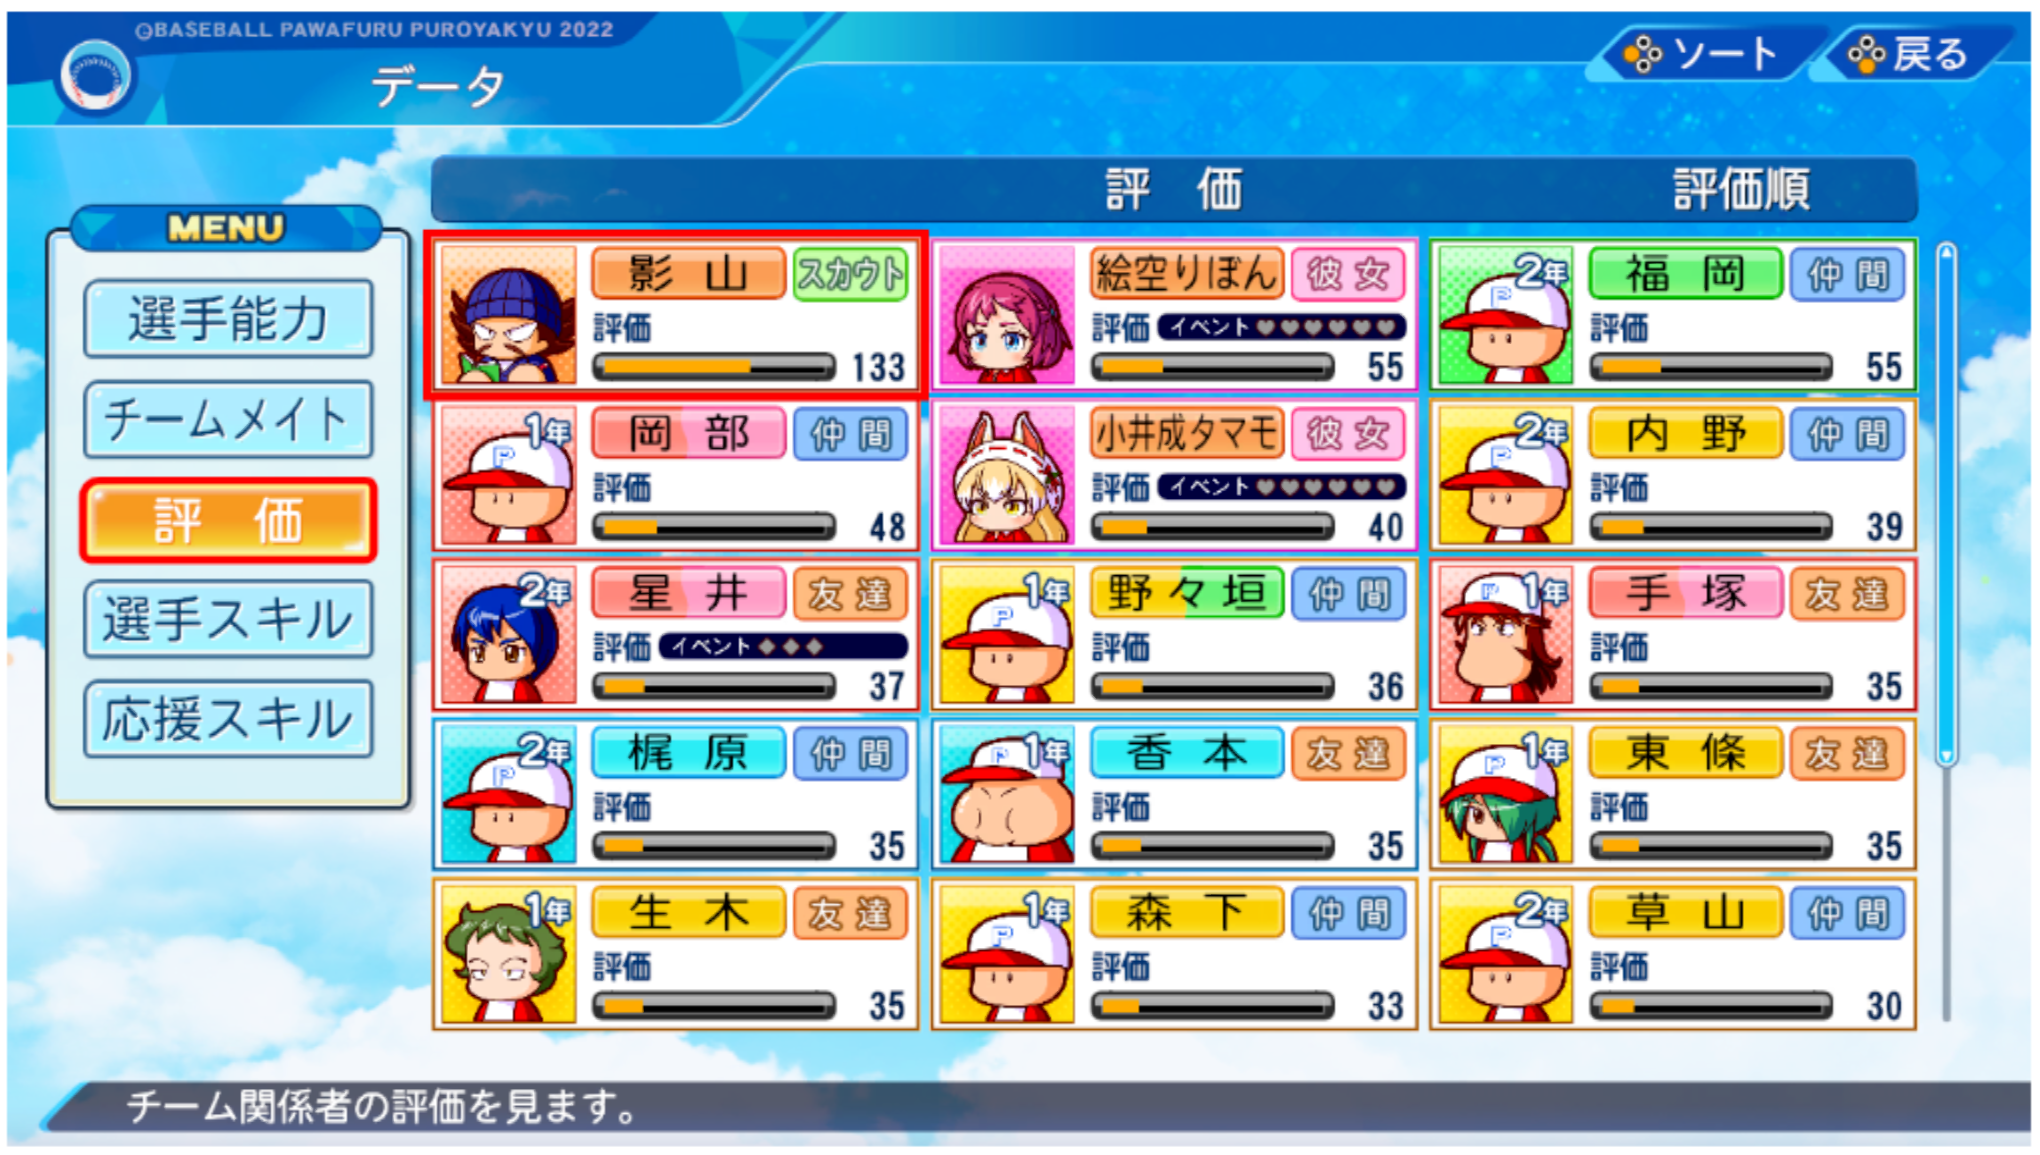 ©BASEBALL PAWAFURU PUROYAKYU 2022
データ
ソート
戻る
評 価
評価順
MENU
選手能力
チームメイト
評 価
選手スキル
応援スキル
影 山 スカウト
評価
133
絵空りぼん 彼女
評価 イベント
55
2年 福 岡 仲間
評価
55
1年 岡 部 仲間
評価
48
小井成タマモ 彼女
評価 イベント
40
2年 内 野 仲間
評価
39
2年 星 井 友達
評価 イベント
37
1年 野々垣 仲間
評価
36
1年 手 塚 友達
評価
35
2年 梶 原 仲間
評価
35
1年 香 本 友達
評価
35
1年 東 條 友達
評価
35
1年 生 木 友達
評価
35
1年 森 下 仲間
評価
33
2年 草 山 仲間
評価
30
チーム関係者の評価を見ます。